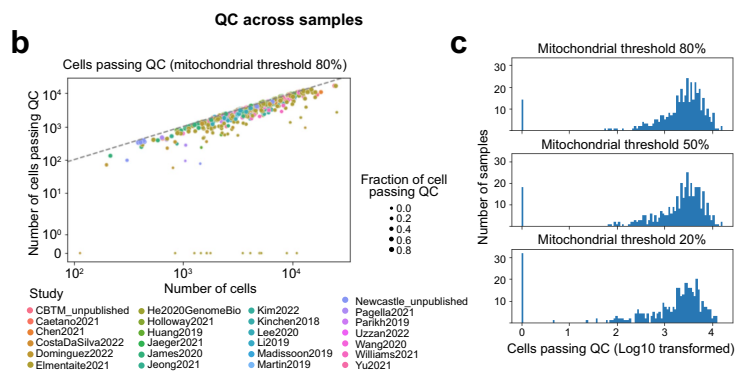 QC across samples
b
Cells passing QC (mitochondrial threshold 80%)
Number of cells passing QC
10⁴
10³
10²
10¹
10⁰
0
10²
10³
10⁴
Number of cells
Fraction of cell
passing QC
0.0
0.2
0.4
0.6
0.8
Study
CBTM_unpublished
Caetano2021
Chen2021
CostaDaSilva2022
Dominguez2022
Elmentaite2021
He2020GenomeBio
Holloway2021
Huang2019
Jaeger2021
James2020
Jeong2021
Kim2022
Kinchen2018
Lee2020
Li2019
Madissoon2019
Martin2019
Newcastle_unpublished
Pagella2021
Parikh2019
Uzzan2022
Wang2020
Williams2021
Yu2021
c
Mitochondrial threshold 80%
30
20
10
Mitochondrial threshold 50%
30
20
10
Mitochondrial threshold 20%
30
20
10
0
1
2
3
4
Number of samples
Cells passing QC (Log10 transformed)